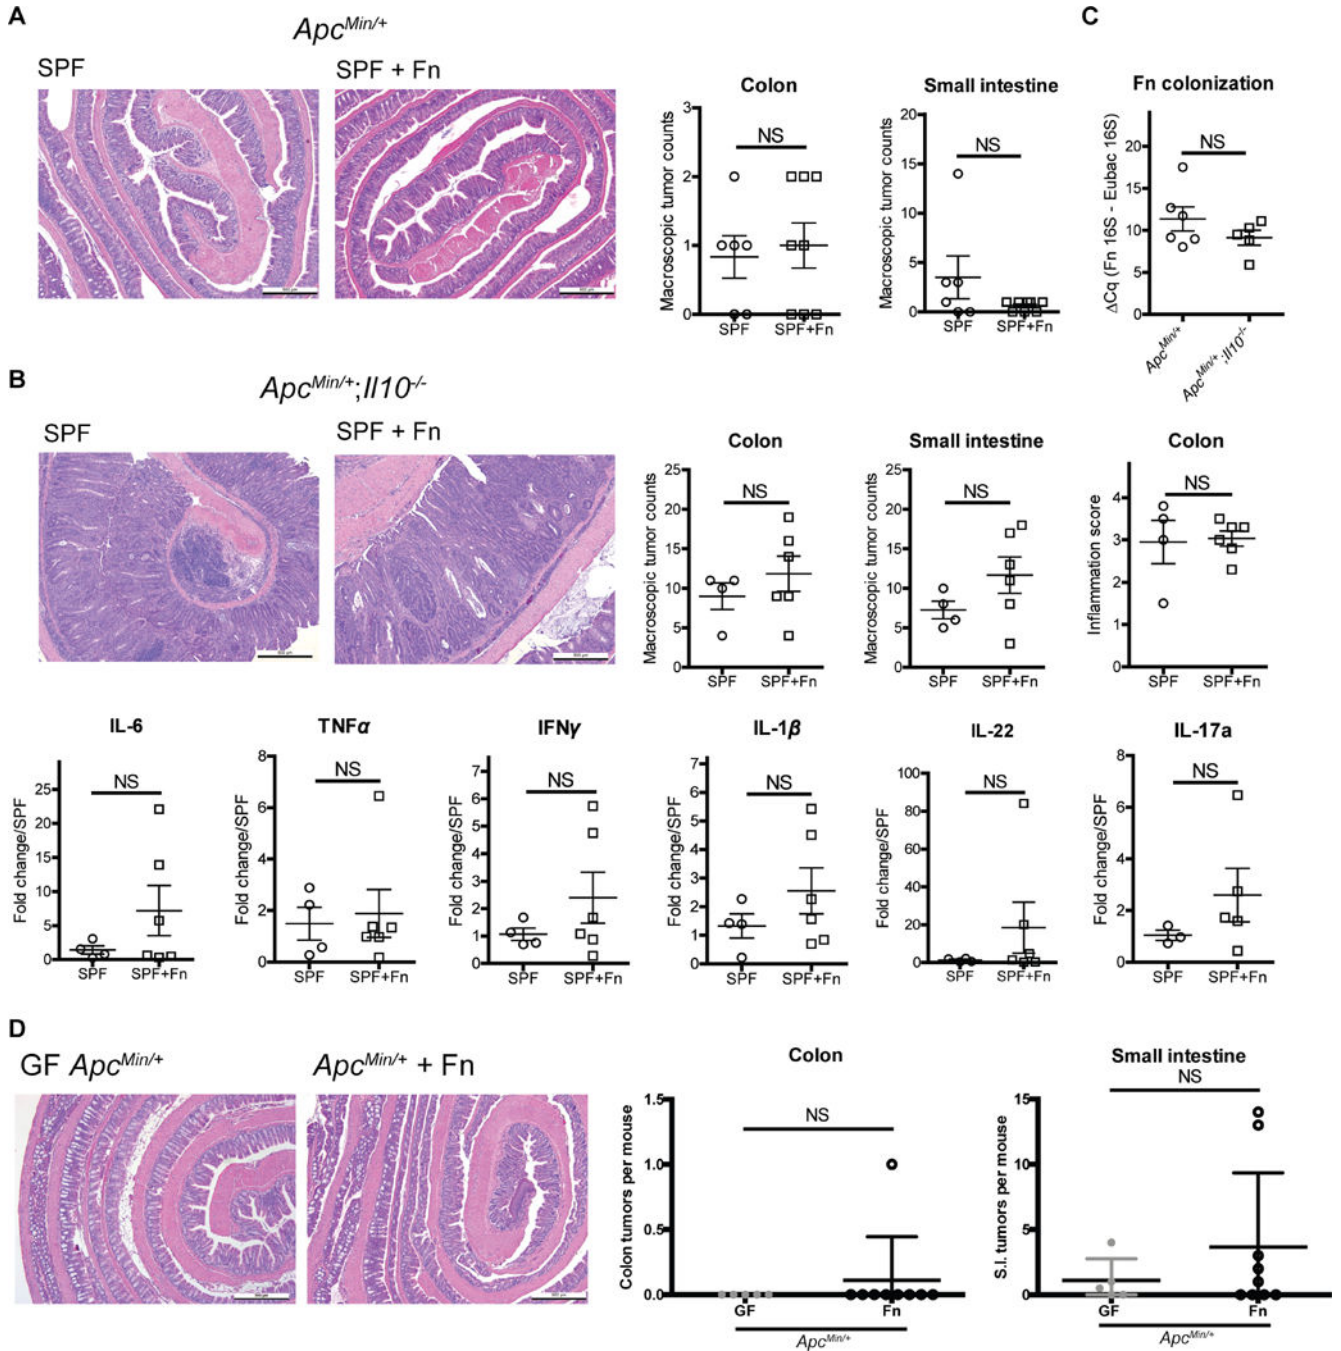 A
C
Apc^Min/+
SPF
SPF + Fn
Colon
Macroscopic tumor counts
3
2
1
0
NS
SPF
SPF+Fn
Small intestine
Macroscopic tumor counts
20
15
10
5
0
NS
SPF
SPF+Fn
Fn colonization
ΔCq (Fn 16S - Eubac 16S)
20
15
10
5
0
NS
Apc^Min/+
Apc^Min/+;Il10^-/-
B
Apc^Min/+;Il10^-/-
SPF
SPF + Fn
Colon
Macroscopic tumor counts
25
20
15
10
5
0
NS
SPF
SPF+Fn
Small intestine
Macroscopic tumor counts
25
20
15
10
5
0
NS
SPF
SPF+Fn
Colon
Inflammation score
4
3
2
1
0
NS
SPF
SPF+Fn
IL-6
Fold change/SPF
25
20
15
10
5
0
NS
SPF
SPF+Fn
TNFα
Fold change/SPF
8
6
4
2
0
NS
SPF
SPF+Fn
IFNγ
Fold change/SPF
7
6
5
4
3
2
1
0
NS
SPF
SPF+Fn
IL-1β
Fold change/SPF
7
6
5
4
3
2
1
0
NS
SPF
SPF+Fn
IL-22
Fold change/SPF
100
80
60
40
20
0
NS
SPF
SPF+Fn
IL-17a
Fold change/SPF
8
6
4
2
0
NS
SPF
SPF+Fn
D
GF Apc^Min/+
Apc^Min/+ + Fn
Colon
Colon tumors per mouse
1.5
1.0
0.5
0.0
NS
GF
Fn
Apc^Min/+
Small intestine
S.I. tumors per mouse
15
10
5
0
NS
GF
Fn
Apc^Min/+